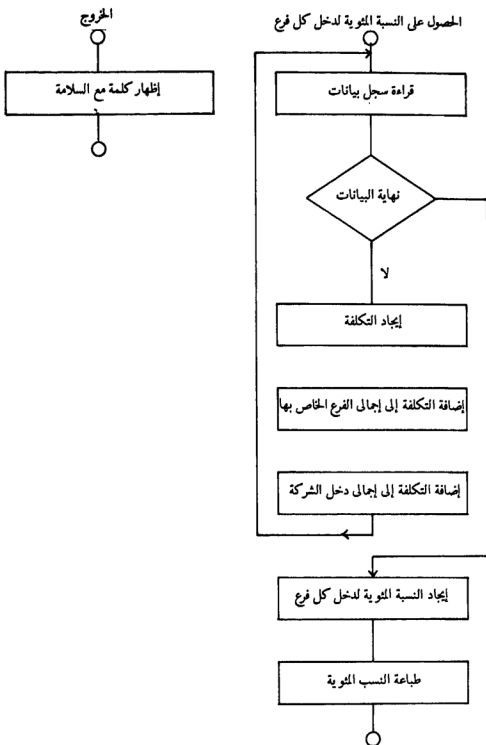 الحصول على النسبة المئوية لدخل كل فرع
قراءة سجل بيانات
نهاية البيانات
لا
إيجاد التكلفة
إضافة التكلفة إلى إجمالى الفرع الخاص بها
إضافة التكلفة إلى إجمالى دخل الشركة
إيجاد النسبة المئوية لدخل كل فرع
طباعة النسب المئوية
الخروج
إظهار كلمة مع السلامة